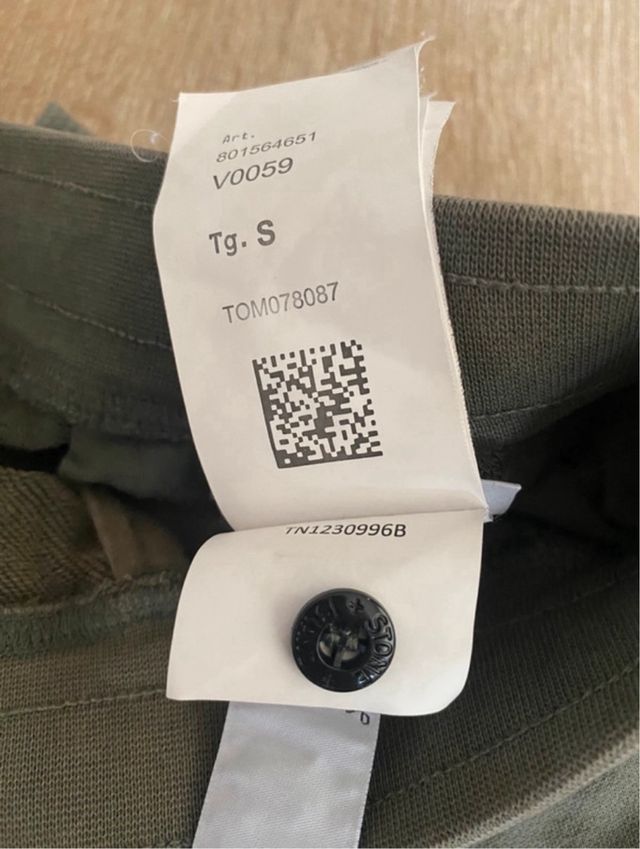 Art.
801564651
V0059
Tg. S
TOM078087
TN1230996B
STONE